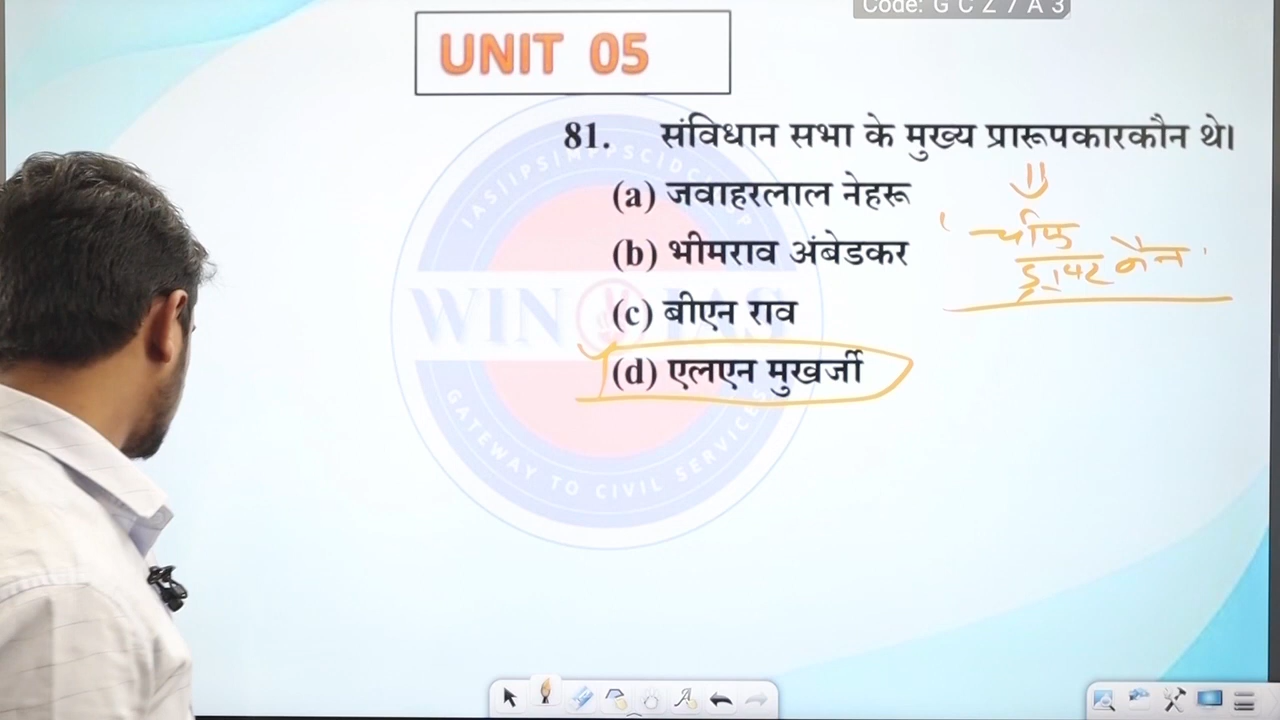 Code: G C Z 7 A 3
UNIT 05
81. संविधान सभा के मुख्य प्रारूपकारकौन थे।
(a) जवाहरलाल नेहरू
(b) भीमराव अंबेडकर
(c) बीएन राव
(d) एलएन मुखर्जी
चीफ
ड्राफ्ट मैन
WIN IAS
GATEWAY TO CIVIL SERVICES